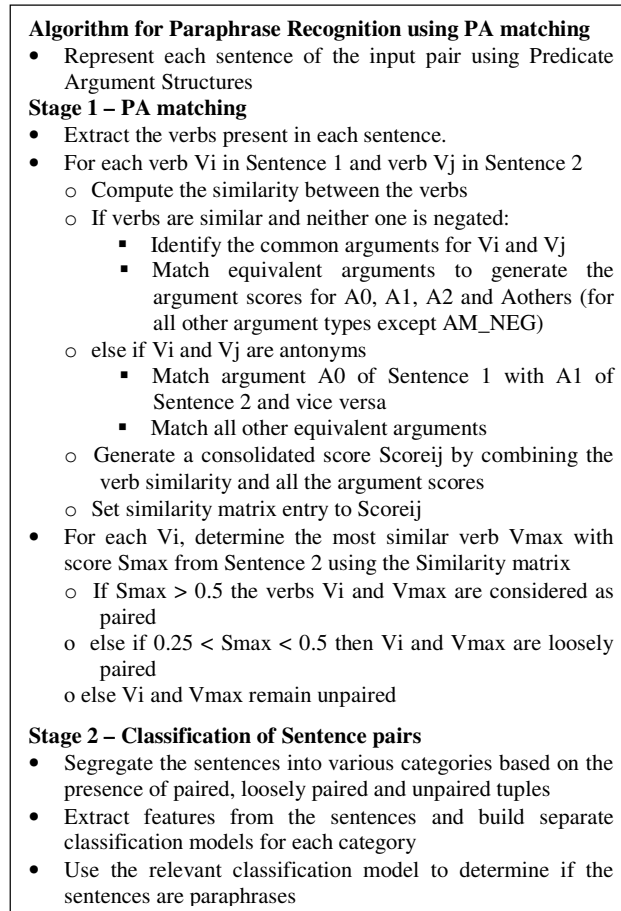 Algorithm for Paraphrase Recognition using PA matching
• Represent each sentence of the input pair using Predicate
Argument Structures
Stage 1 – PA matching
• Extract the verbs present in each sentence.
• For each verb Vi in Sentence 1 and verb Vj in Sentence 2
o Compute the similarity between the verbs
o If verbs are similar and neither one is negated:
▪ Identify the common arguments for Vi and Vj
▪ Match equivalent arguments to generate the
argument scores for A0, A1, A2 and Aothers (for
all other argument types except AM_NEG)
o else if Vi and Vj are antonyms
▪ Match argument A0 of Sentence 1 with A1 of
Sentence 2 and vice versa
▪ Match all other equivalent arguments
o Generate a consolidated score Scoreij by combining the
verb similarity and all the argument scores
o Set similarity matrix entry to Scoreij
• For each Vi, determine the most similar verb Vmax with
score Smax from Sentence 2 using the Similarity matrix
o If Smax > 0.5 the verbs Vi and Vmax are considered as
paired
o else if 0.25 < Smax < 0.5 then Vi and Vmax are loosely
paired
o else Vi and Vmax remain unpaired
Stage 2 – Classification of Sentence pairs
• Segregate the sentences into various categories based on the
presence of paired, loosely paired and unpaired tuples
• Extract features from the sentences and build separate
classification models for each category
• Use the relevant classification model to determine if the
sentences are paraphrases